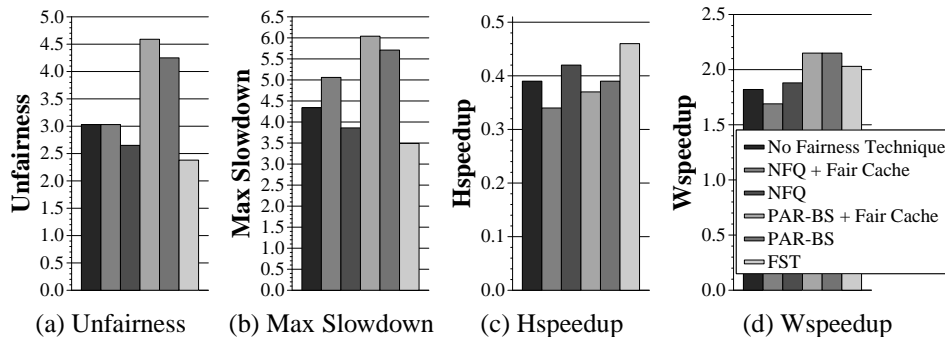 5.0
4.5
4.0
3.5
3.0
2.5
2.0
1.5
1.0
0.5
0.0
Unfairness
(a) Unfairness
6.5
6.0
5.5
5.0
4.5
4.0
3.5
3.0
2.5
2.0
1.5
1.0
0.5
0.0
Max Slowdown
(b) Max Slowdown
0.5
0.4
0.3
0.2
0.1
0.0
Hspeedup
(c) Hspeedup
2.5
2.0
1.5
1.0
0.5
0.0
Wspeedup
No Fairness Technique
NFQ + Fair Cache
NFQ
PAR-BS + Fair Cache
PAR-BS
FST
(d) Wspeedup